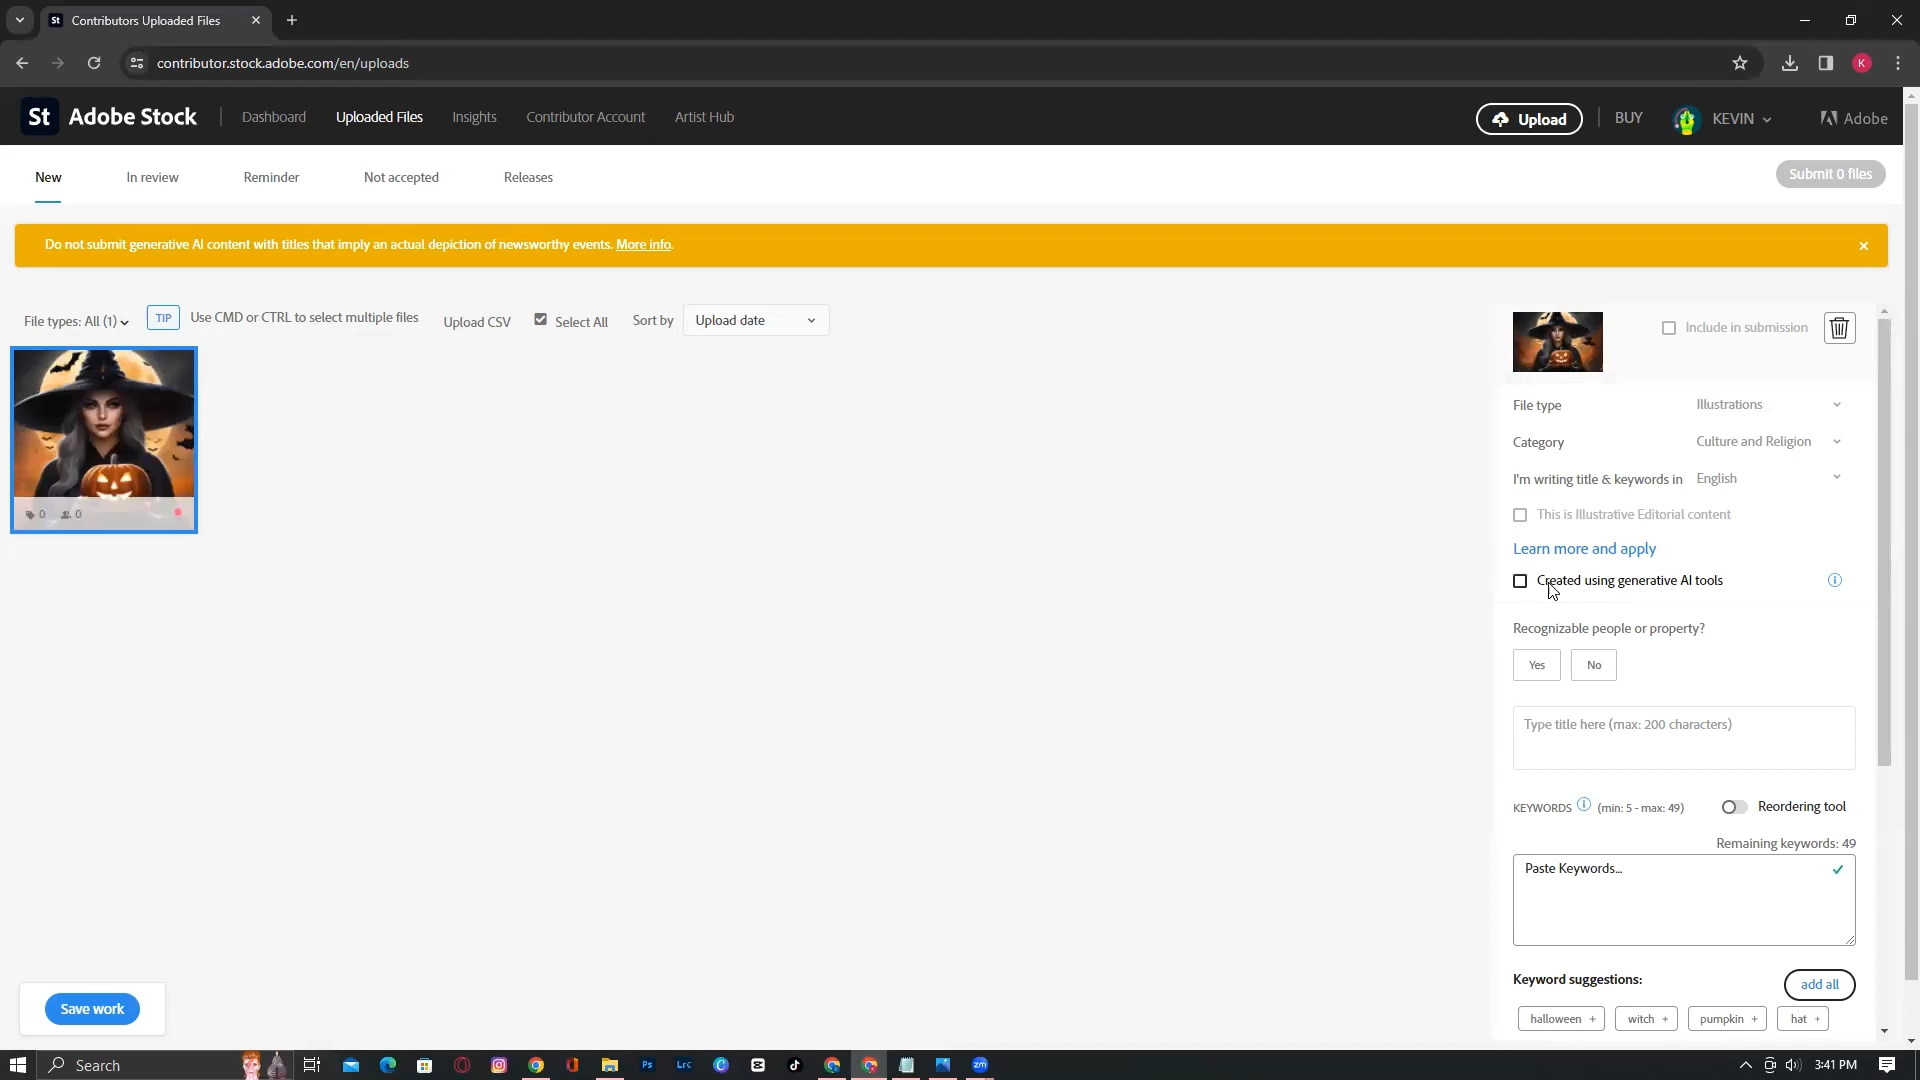 St Contributors Uploaded Files
contributor.stock.adobe.com/en/uploads
K
St Adobe Stock
Dashboard Uploaded Files Insights Contributor Account Artist Hub
Upload BUY KEVIN Adobe
New In review Reminder Not accepted Releases
Submit 0 files
Do not submit generative AI content with titles that imply an actual depiction of newsworthy events. More info.
File types: All (1) TIP Use CMD or CTRL to select multiple files Upload CSV Select All Sort by Upload date
0 0
Include in submission
File type Illustrations
Category Culture and Religion
I'm writing title & keywords in English
This is Illustrative Editorial content
Learn more and apply
Created using generative AI tools
Recognizable people or property?
Yes No
Type title here (max: 200 characters)
KEYWORDS (min: 5 - max: 49) Reordering tool
Remaining keywords: 49
Paste Keywords...
Keyword suggestions: add all
halloween + witch + pumpkin + hat +
Save work
Search
Ps Lrc zm
3:41 PM